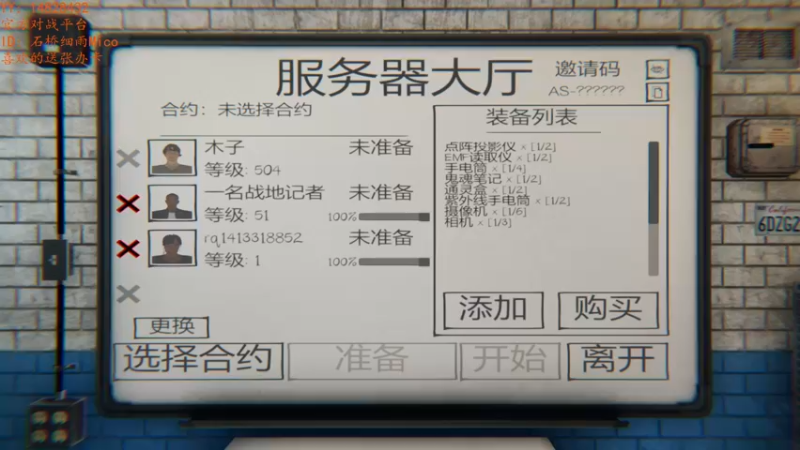 对战平台
服务器大厅
邀请码
AS-??????
合约: 未选择合约
装备列表
木子
未准备
等级: 504
一名战地记者
未准备
等级: 51
100%
rq1413318852
未准备
等级: 1
100%
点阵投影仪 × [1/2]
EMF读取仪 × [1/2]
手电筒 × [1/4]
鬼魂笔记 × [1/2]
通灵盒 × [1/2]
紫外线手电筒 × [1/2]
摄像机 × [1/6]
相机 × [1/3]
添加
购买
更换
选择合约
准备
开始
离开
6DZG2